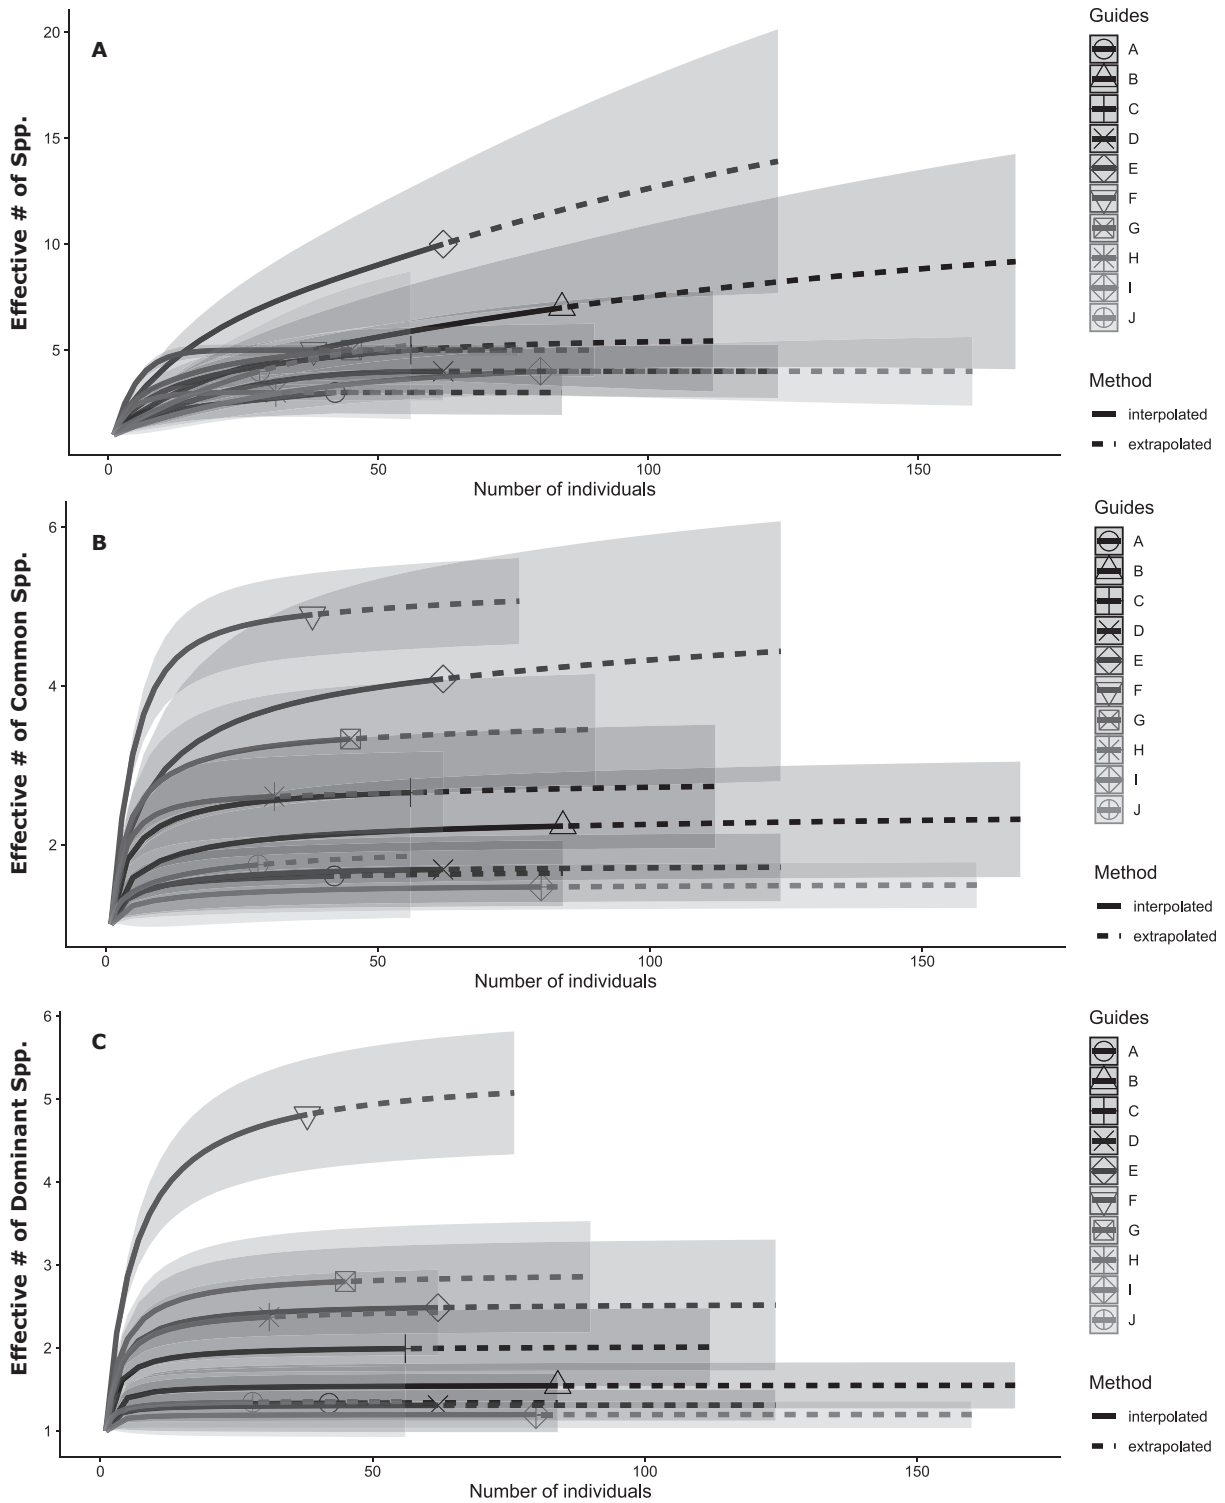 A
Effective # of Spp.
20
15
10
5
0
50
100
150
Number of individuals
Guides
A
B
C
D
E
F
G
H
I
J
Method
interpolated
extrapolated
B
Effective # of Common Spp.
6
4
2
0
50
100
150
Number of individuals
Guides
A
B
C
D
E
F
G
H
I
J
Method
interpolated
extrapolated
C
Effective # of Dominant Spp.
6
5
4
3
2
1
0
50
100
150
Number of individuals
Guides
A
B
C
D
E
F
G
H
I
J
Method
interpolated
extrapolated